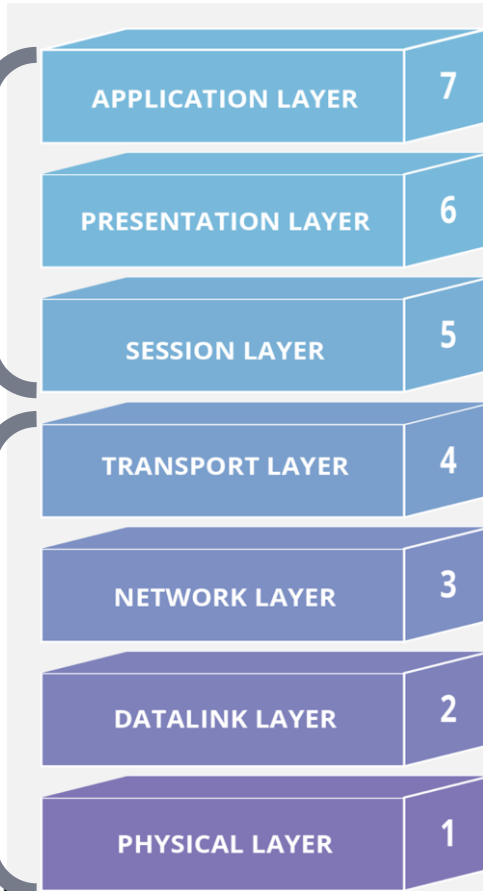 APPLICATION LAYER 7
PRESENTATION LAYER 6
SESSION LAYER 5
TRANSPORT LAYER 4
NETWORK LAYER 3
DATALINK LAYER 2
PHYSICAL LAYER 1